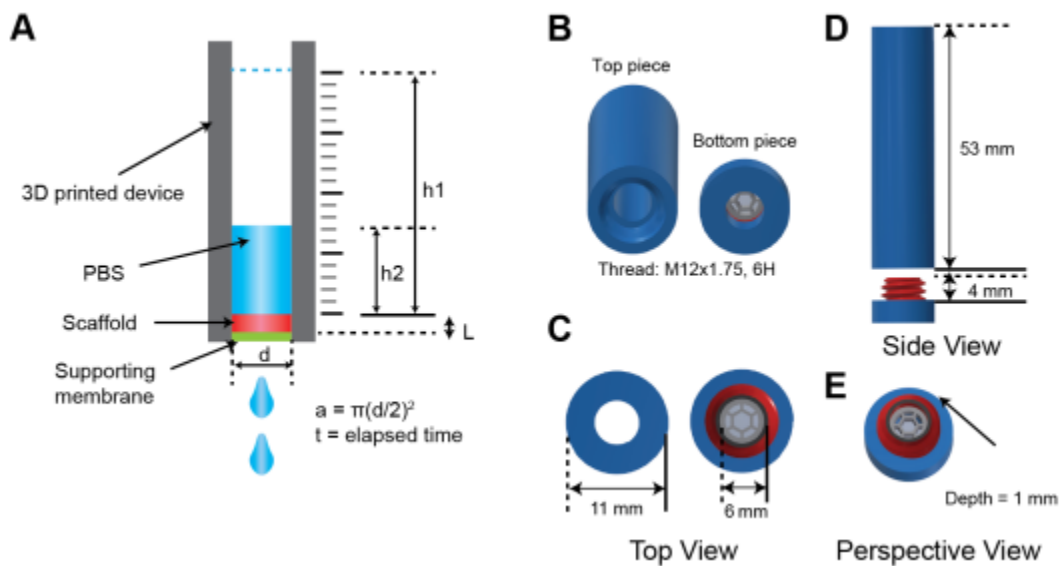 A
3D printed device
PBS
Scaffold
Supporting
membrane
h1
h2
L
d
a = π(d/2)²
t = elapsed time
B
Top piece
Bottom piece
Thread: M12x1.75, 6H
C
11 mm
6 mm
Top View
D
53 mm
4 mm
Side View
E
Depth = 1 mm
Perspective View